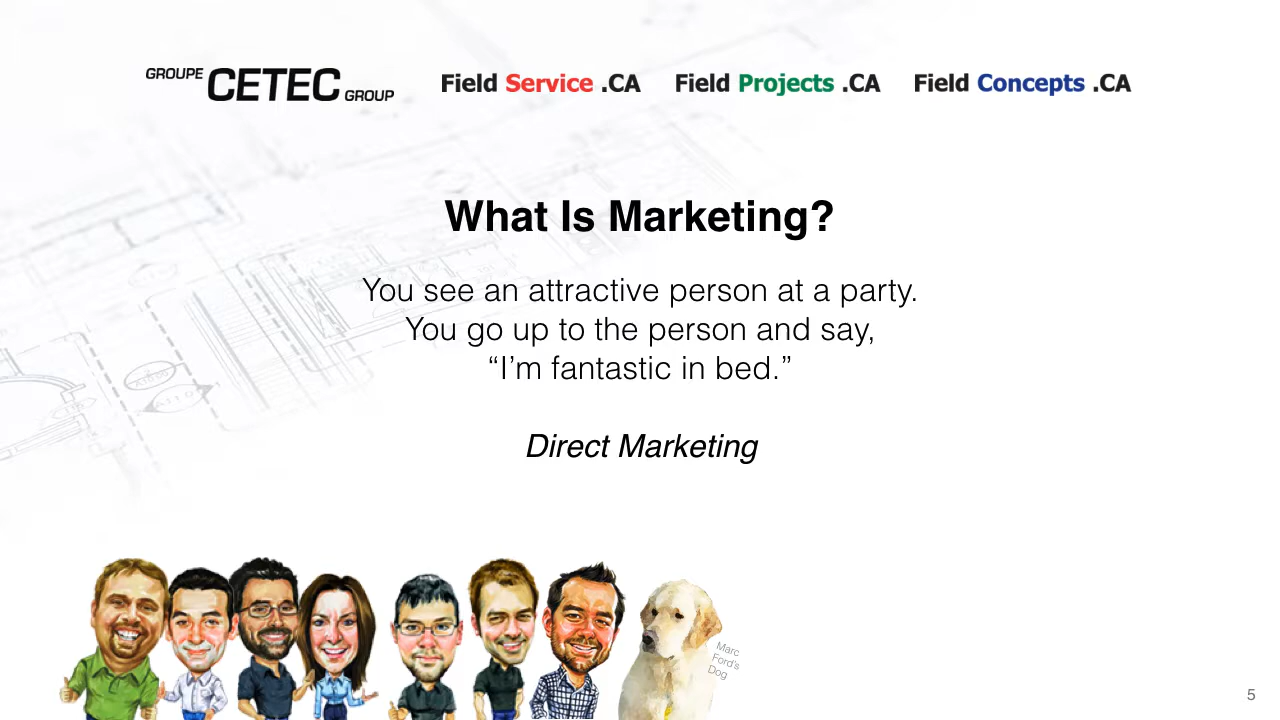 GROUPE CETEC GROUP
Field Service .CA
Field Projects .CA
Field Concepts .CA
What Is Marketing?
You see an attractive person at a party.
You go up to the person and say,
“I’m fantastic in bed.”
Direct Marketing
Marc
Ford's
Dog
5